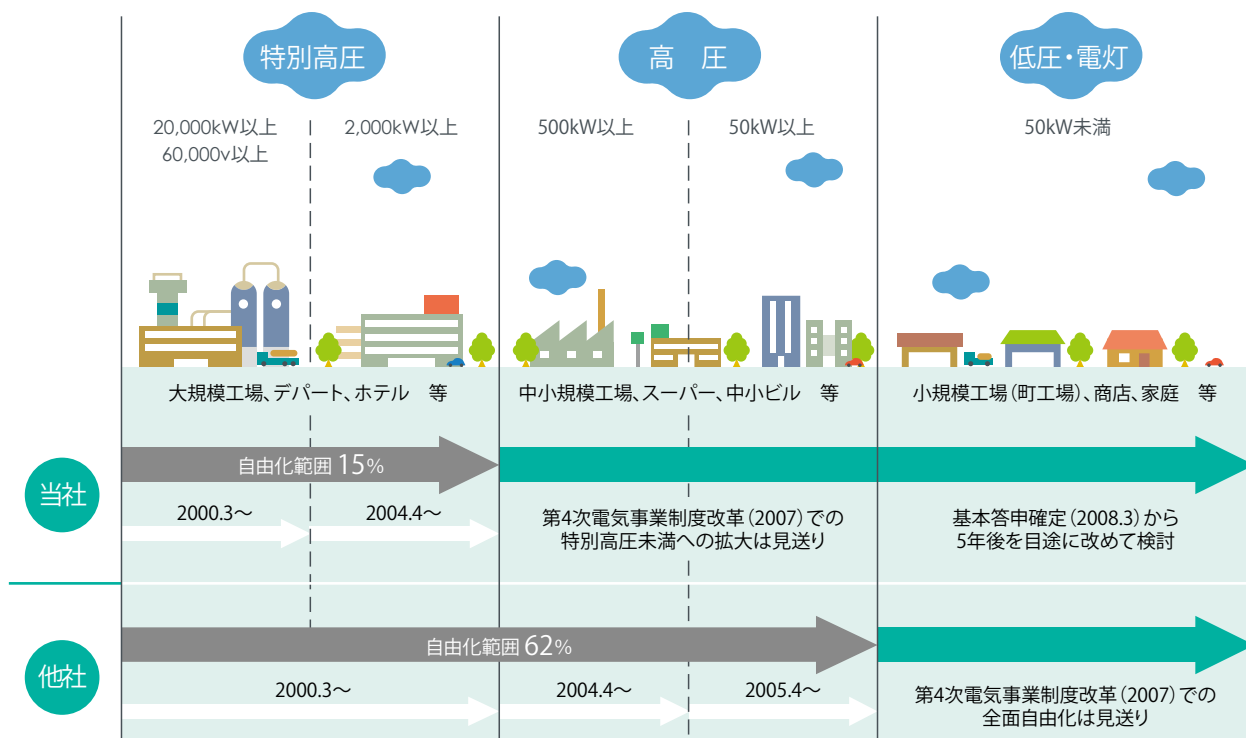 特別高圧
高　圧
低圧・電灯
20,000kW以上
60,000v以上
2,000kW以上
500kW以上
50kW以上
50kW未満
大規模工場、デパート、ホテル　等
中小規模工場、スーパー、中小ビル　等
小規模工場（町工場）、商店、家庭　等
当社
自由化範囲 15%
2000.3〜
2004.4〜
第4次電気事業制度改革（2007）での
特別高圧未満への拡大は見送り
基本答申確定（2008.3）から
5年後を目途に改めて検討
他社
自由化範囲 62%
2000.3〜
2004.4〜
2005.4〜
第4次電気事業制度改革（2007）での
全面自由化は見送り